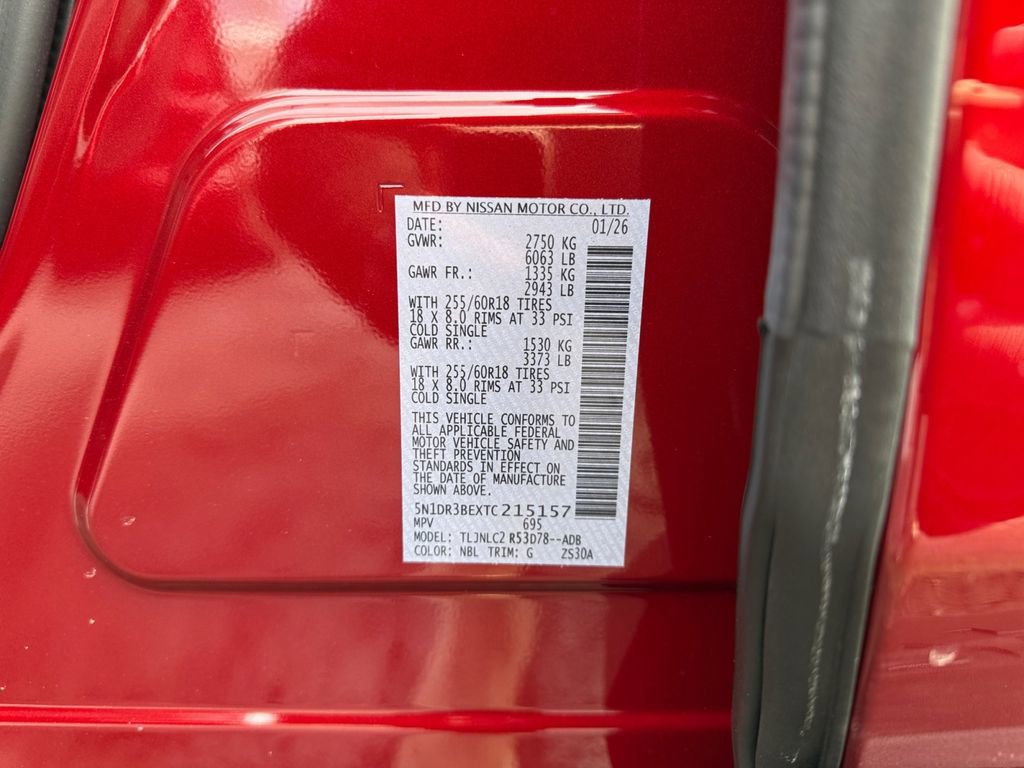 MFD BY NISSAN MOTOR CO., LTD.
DATE: 01/26
GVWR: 2750 KG
6063 LB
GAWR FR.: 1335 KG
2943 LB
WITH 255/60R18 TIRES
18 X 8.0 RIMS AT 33 PSI
COLD SINGLE
GAWR RR.: 1530 KG
3373 LB
WITH 255/60R18 TIRES
18 X 8.0 RIMS AT 33 PSI
COLD SINGLE
THIS VEHICLE CONFORMS TO
ALL APPLICABLE FEDERAL
MOTOR VEHICLE SAFETY AND
THEFT PREVENTION
STANDARDS IN EFFECT ON
THE DATE OF MANUFACTURE
SHOWN ABOVE.
5N1DR3BEXTC215157
MPV 695
MODEL: TLJNLC2 R53D78--ADB
COLOR: NBL TRIM: G ZS30A